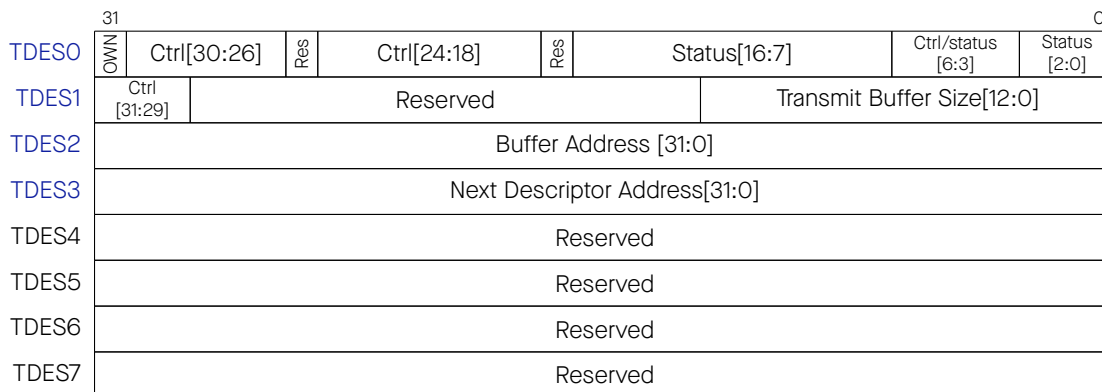 31 0
TDES0 OWN Ctrl[30:26] Res Ctrl[24:18] Res Status[16:7] Ctrl/status [6:3] Status [2:0]
TDES1 Ctrl [31:29] Reserved Transmit Buffer Size[12:0]
TDES2 Buffer Address [31:0]
TDES3 Next Descriptor Address[31:0]
TDES4 Reserved
TDES5 Reserved
TDES6 Reserved
TDES7 Reserved